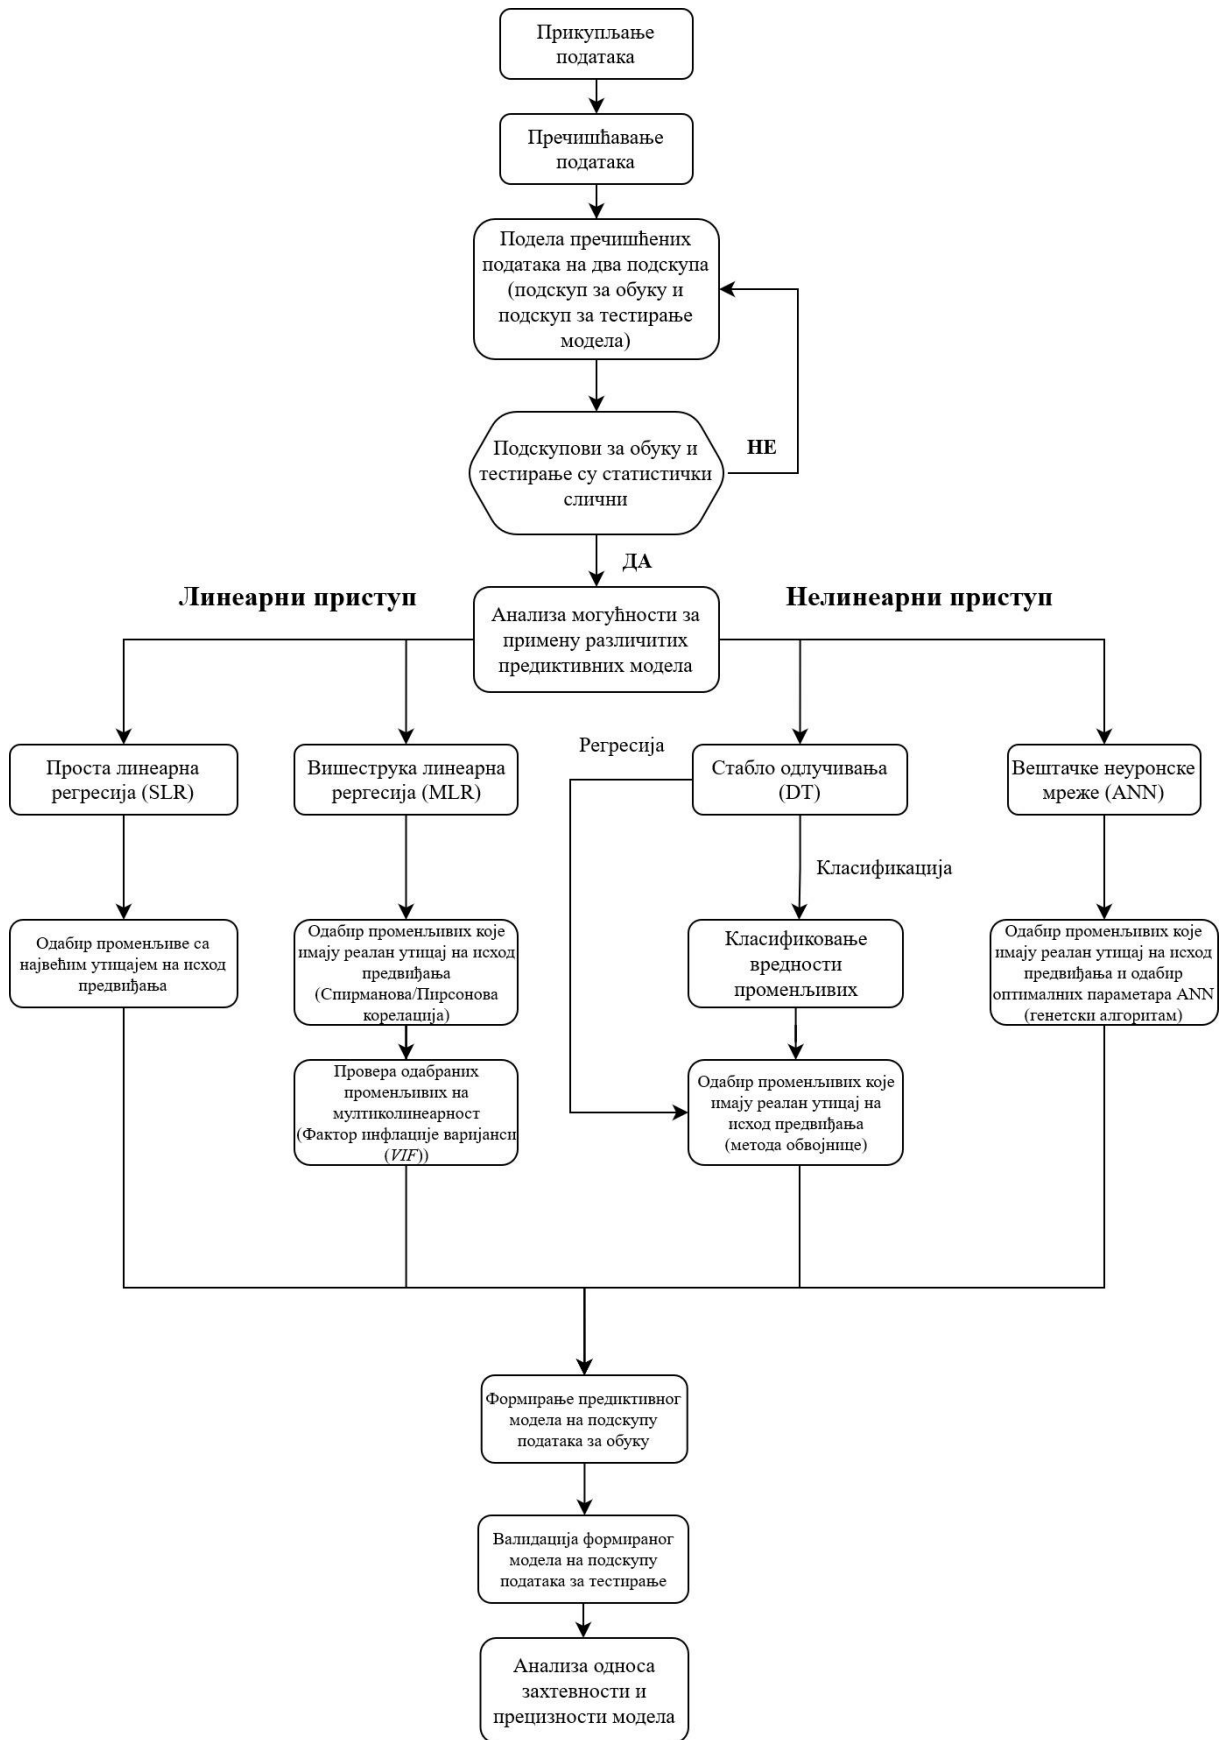 Прикупљање
података
Пречишћавање
података
Подела пречишћених
података на два подскупа
(подскуп за обуку и
подскуп за тестирање
модела)
Подскупови за обуку и
тестирање су статистички
слични
НЕ
ДА
Линеарни приступ
Нелинеарни приступ
Анализа могућности за
примену различитих
предиктивних модела
Проста линеарна
регресија (SLR)
Вишеструка линеарна
рергесија (MLR)
Регресија
Стабло одлучивања
(DT)
Вештачке неуронске
мреже (ANN)
Класификација
Одабир променљиве са
највећим утицајем на исход
предвиђања
Одабир променљивих које
имају реалан утицај на исход
предвиђања
(Спирманова/Пирсонова
корелација)
Класификовање
вредности
променљивих
Одабир променљивих које
имају реалан утицај на исход
предвиђања и одабир
оптималних параметара ANN
(генетски алгоритам)
Провера одабраних
променљивих на
мултиколинеарност
(Фактор инфлације варијанси
(VIF))
Одабир променљивих које
имају реалан утицај на
исход предвиђања
(метода обвојнице)
Формирање предиктивног
модела на подскупу
података за обуку
Валидација формираног
модела на подскупу
података за тестирање
Анализа односа
захтевности и
прецизности модела